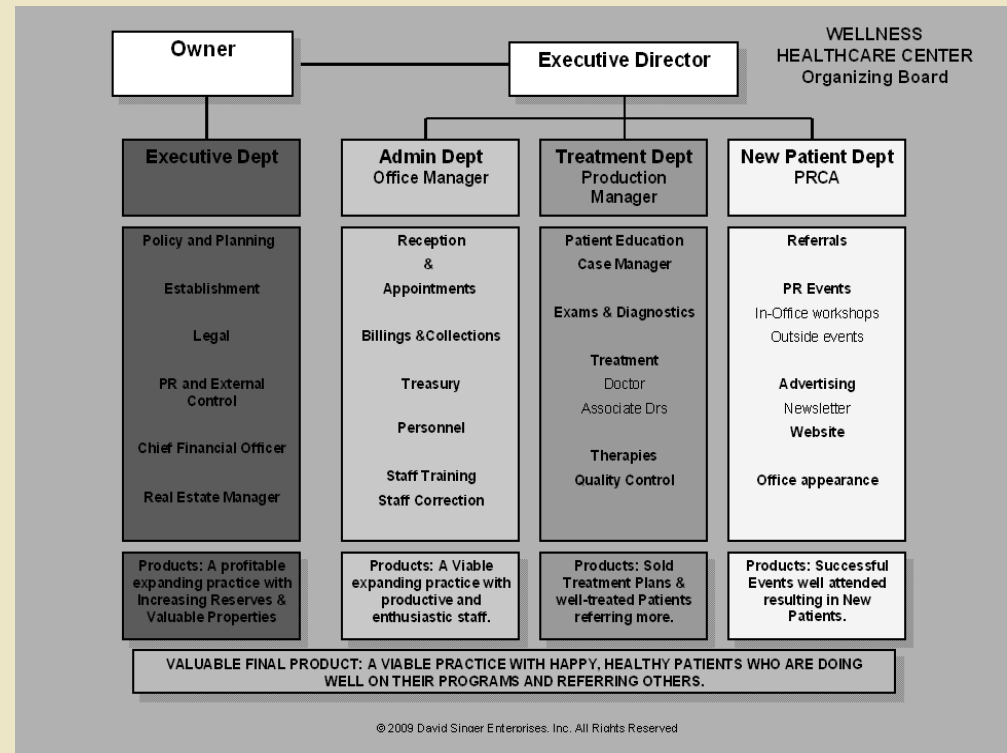 Owner
Executive Director
WELLNESS
HEALTHCARE CENTER
Organizing Board
Executive Dept
Policy and Planning
Establishment
Legal
PR and External
Control
Chief Financial Officer
Real Estate Manager
Products: A profitable
expanding practice with
Increasing Reserves &
Valuable Properties
Admin Dept
Office Manager
Reception
&
Appointments
Billings &Collections
Treasury
Personnel
Staff Training
Staff Correction
Products: A Viable
expanding practice with
productive and
enthusiastic staff.
Treatment Dept
Production
Manager
Patient Education
Case Manager
Exams & Diagnostics
Treatment
Doctor
Associate Drs
Therapies
Quality Control
Products: Sold
Treatment Plans &
well-treated Patients
referring more.
New Patient Dept
PRCA
Referrals
PR Events
In-Office workshops
Outside events
Advertising
Newsletter
Website
Office appearance
Products: Successful
Events well attended
resulting in New
Patients.
VALUABLE FINAL PRODUCT: A VIABLE PRACTICE WITH HAPPY, HEALTHY PATIENTS WHO ARE DOING
WELL ON THEIR PROGRAMS AND REFERRING OTHERS.
© 2009 David Singer Enterprises, Inc. All Rights Reserved